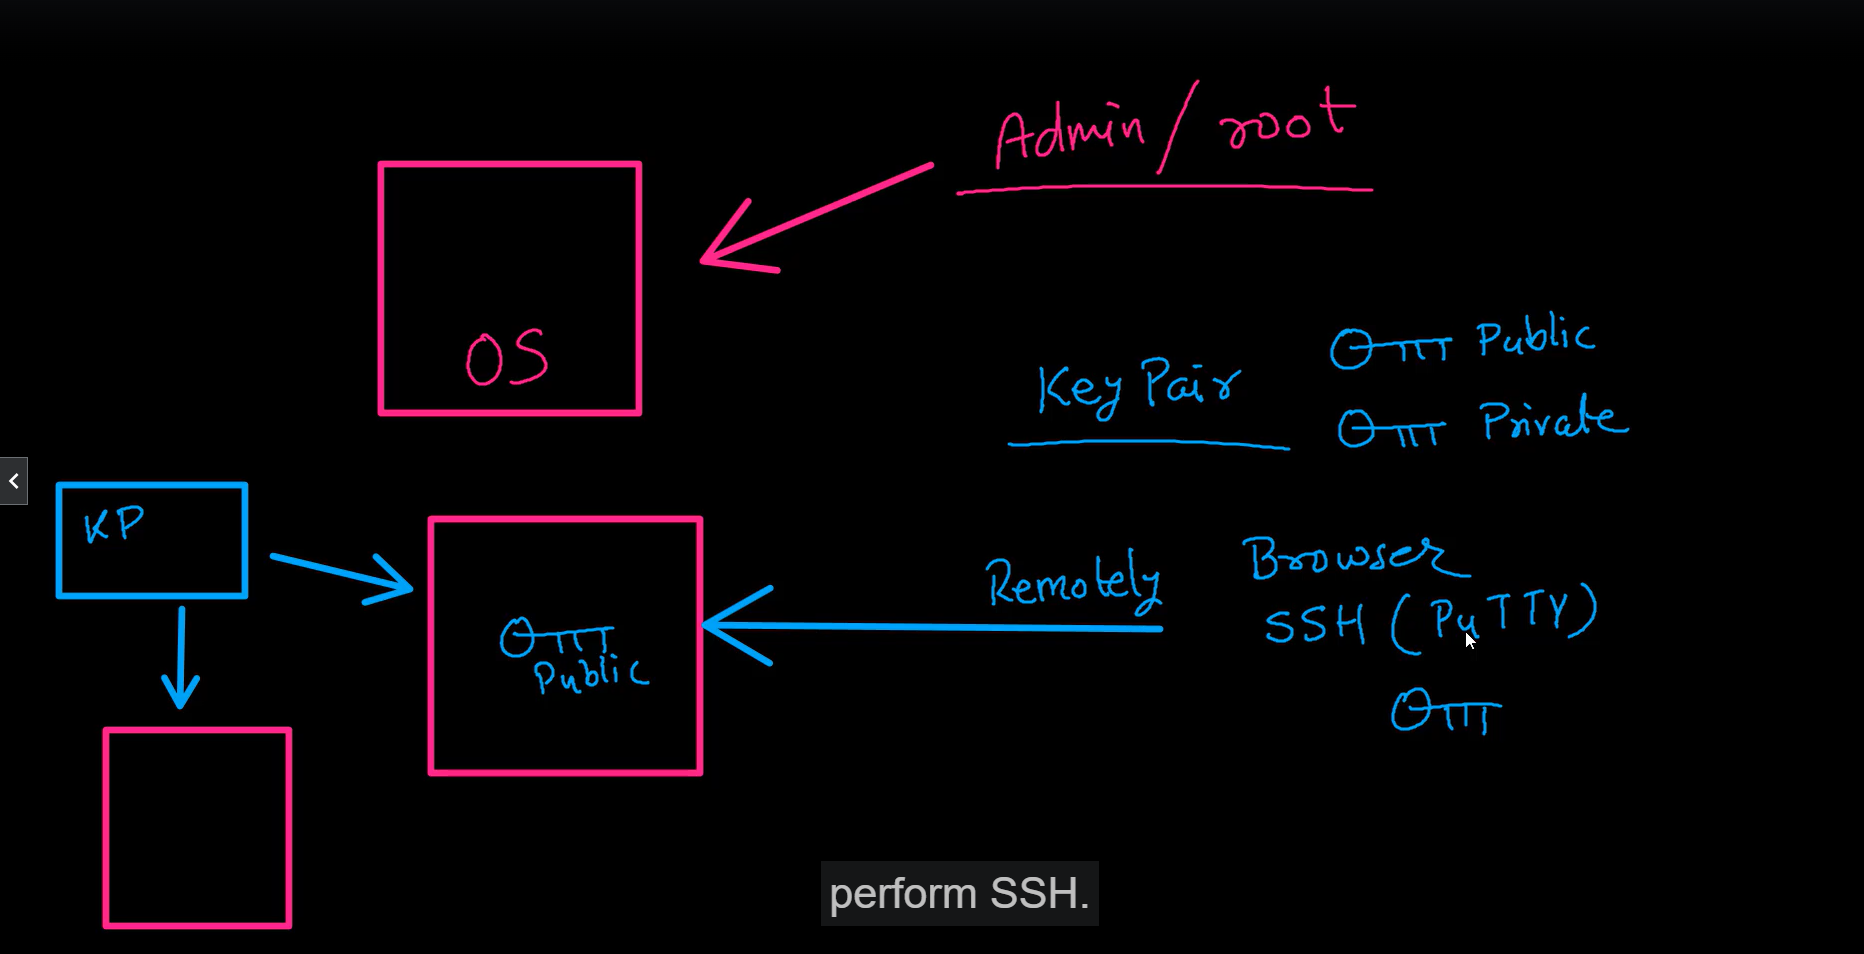 Admin/root
OS
Key Pair
Public
Private
KP
Public
Remotely
Browser
SSH (PuTTY)
perform SSH.